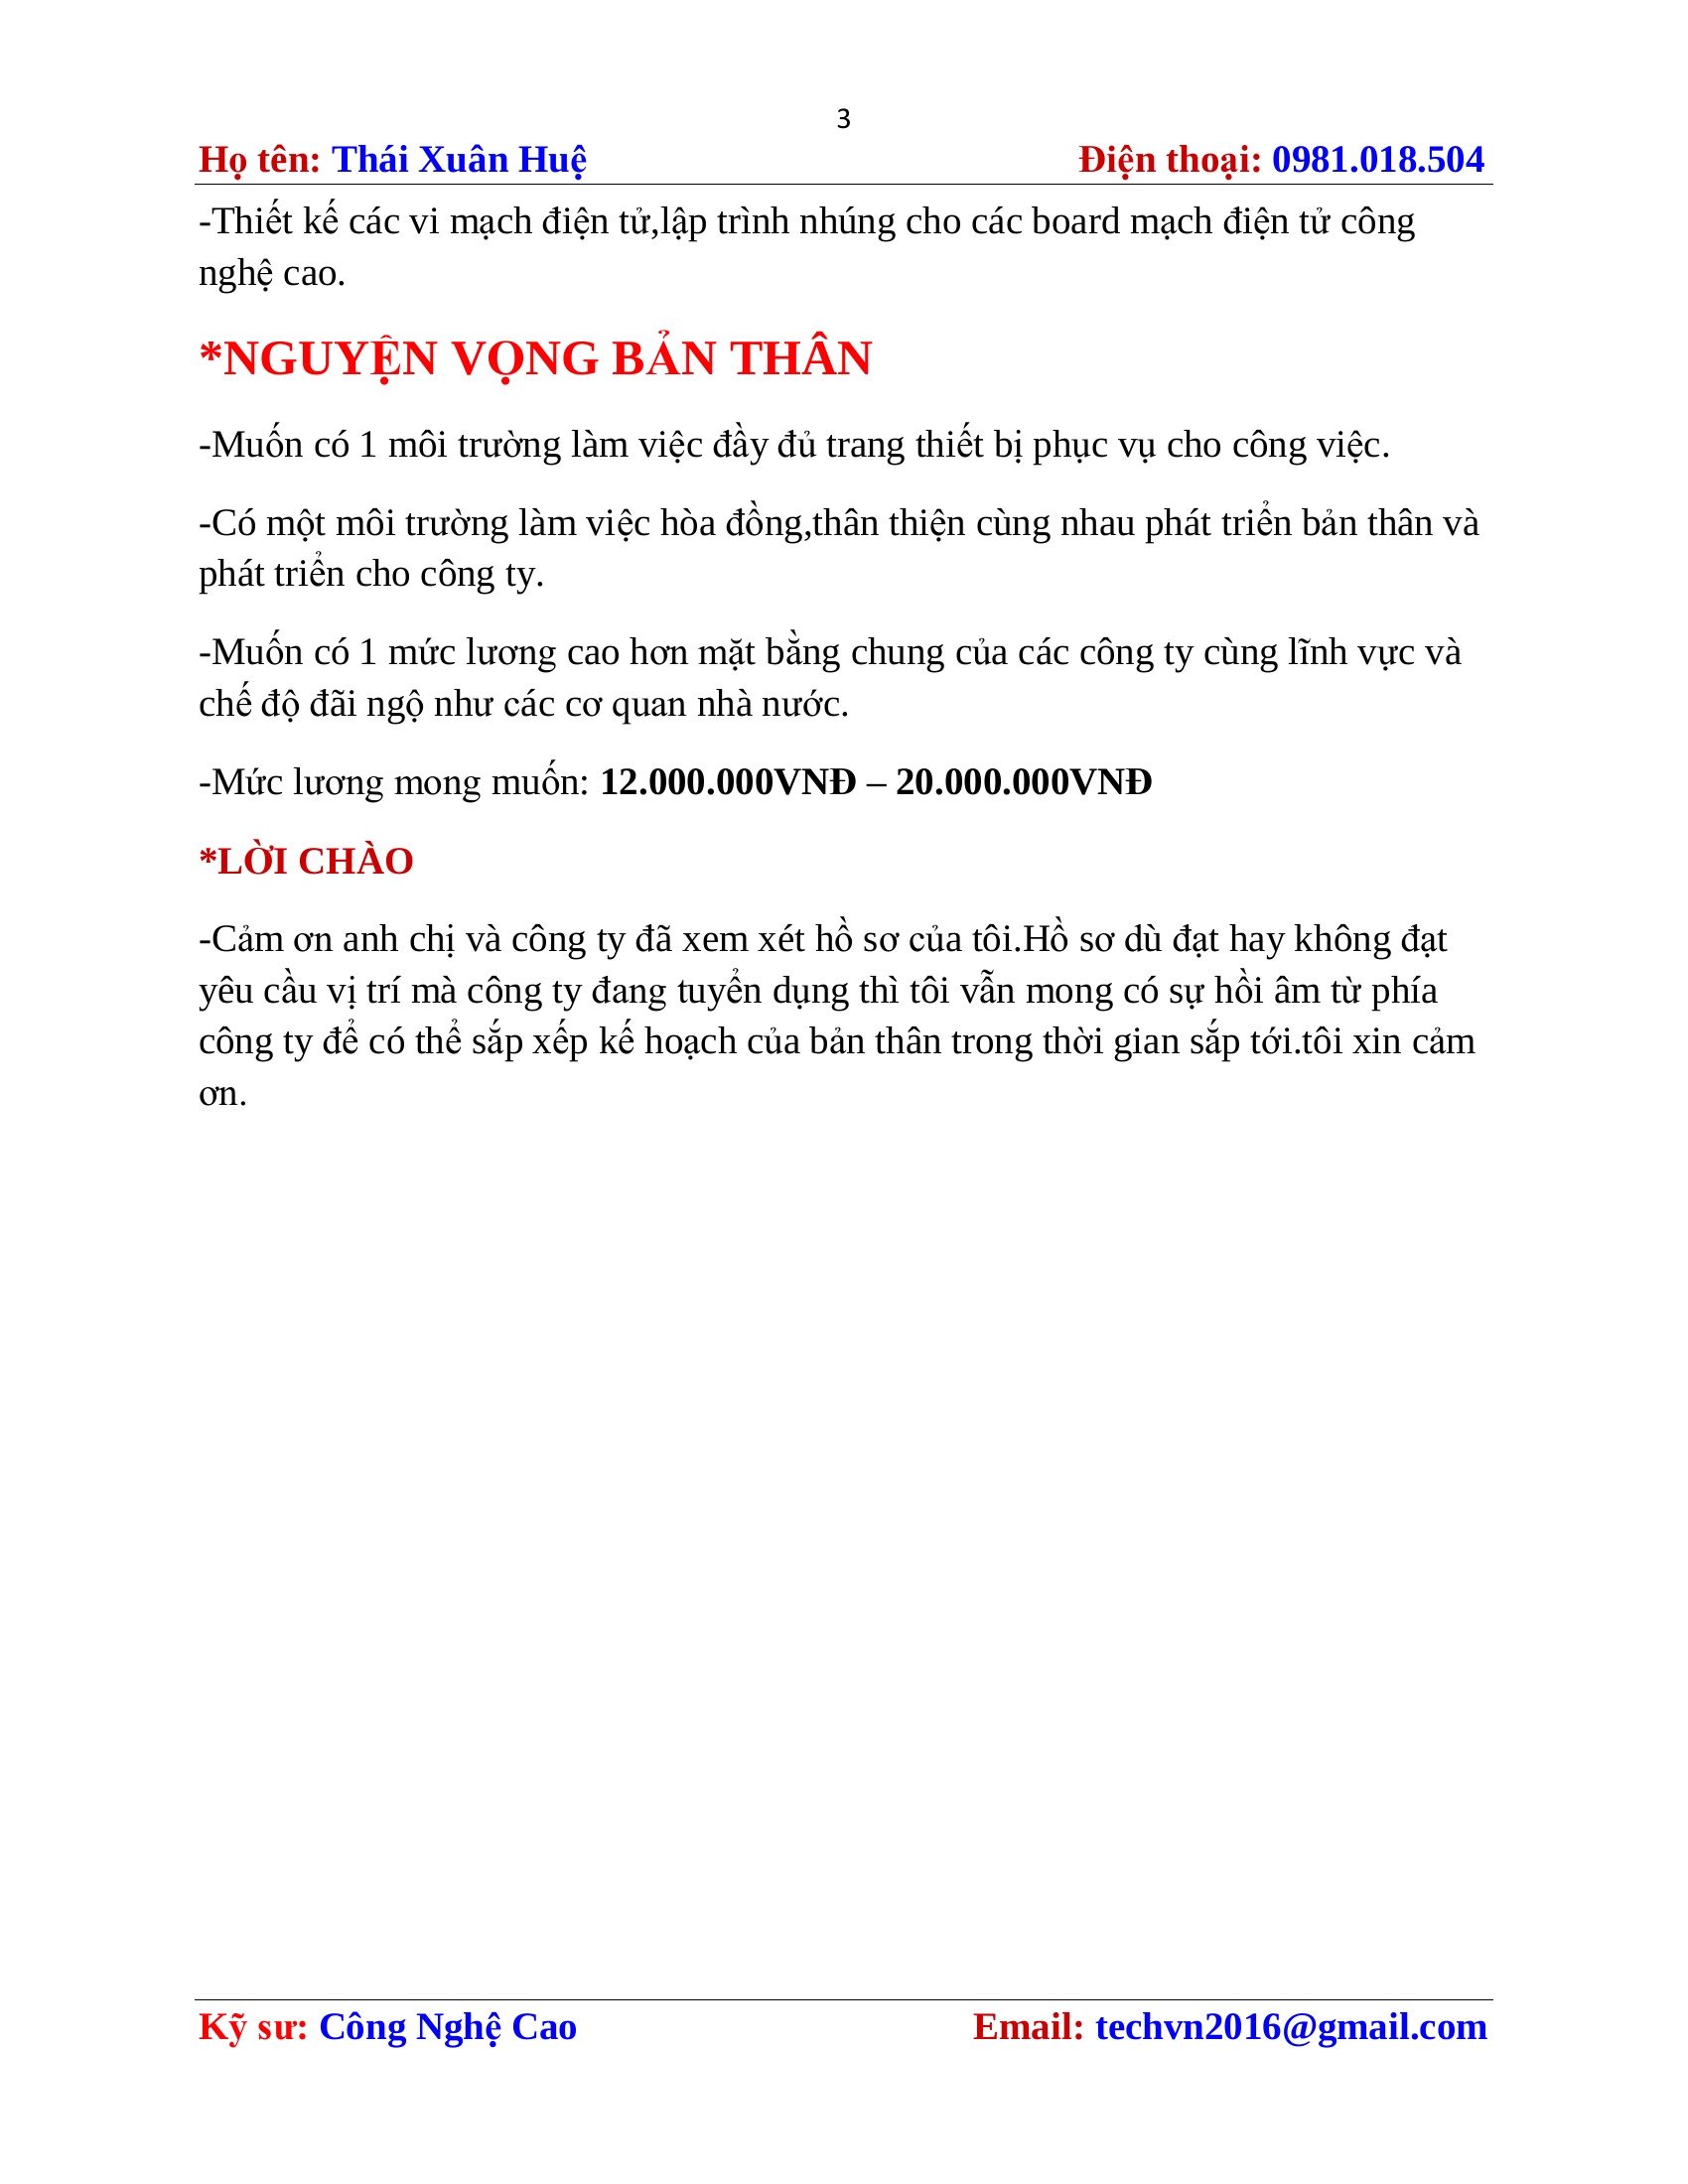 3
Họ tên: Thái Xuân Huệ Điện thoại: 0981.018.504
-Thiết kế các vi mạch điện tử,lập trình nhúng cho các board mạch điện tử công
nghệ cao.
*NGUYỆN VỌNG BẢN THÂN
-Muốn có 1 môi trường làm việc đầy đủ trang thiết bị phục vụ cho công việc.
-Có một môi trường làm việc hòa đồng,thân thiện cùng nhau phát triển bản thân và
phát triển cho công ty.
-Muốn có 1 mức lương cao hơn mặt bằng chung của các công ty cùng lĩnh vực và
chế độ đãi ngộ như các cơ quan nhà nước.
-Mức lương mong muốn: 12.000.000VNĐ – 20.000.000VNĐ
*LỜI CHÀO
-Cảm ơn anh chị và công ty đã xem xét hồ sơ của tôi.Hồ sơ dù đạt hay không đạt
yêu cầu vị trí mà công ty đang tuyển dụng thì tôi vẫn mong có sự hồi âm từ phía
công ty để có thể sắp xếp kế hoạch của bản thân trong thời gian sắp tới.tôi xin cảm
ơn.
Kỹ sư: Công Nghệ Cao Email: techvn2016@gmail.com